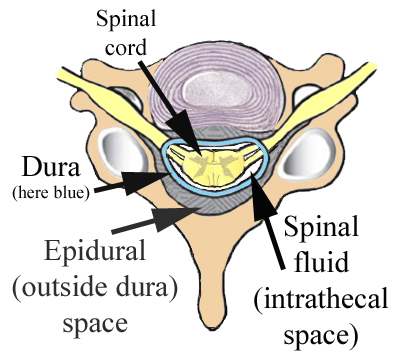 Spinal
cord
Dura
(here blue)
Epidural
(outside dura)
space
Spinal
fluid
(intrathecal
space)